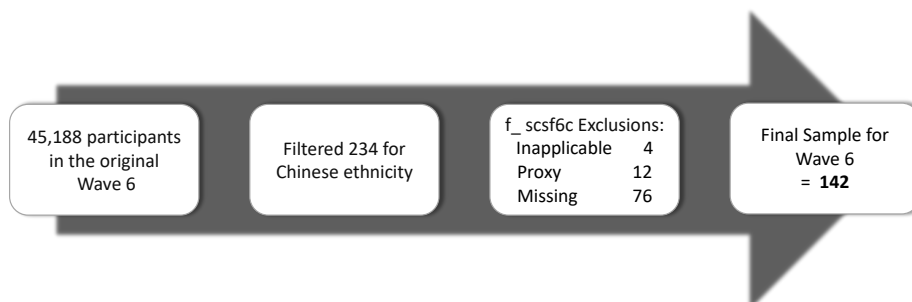 45,188 participants
in the original
Wave 6
Filtered 234 for
Chinese ethnicity
f_ scsf6c Exclusions:
Inapplicable 4
Proxy 12
Missing 76
Final Sample for
Wave 6
= 142